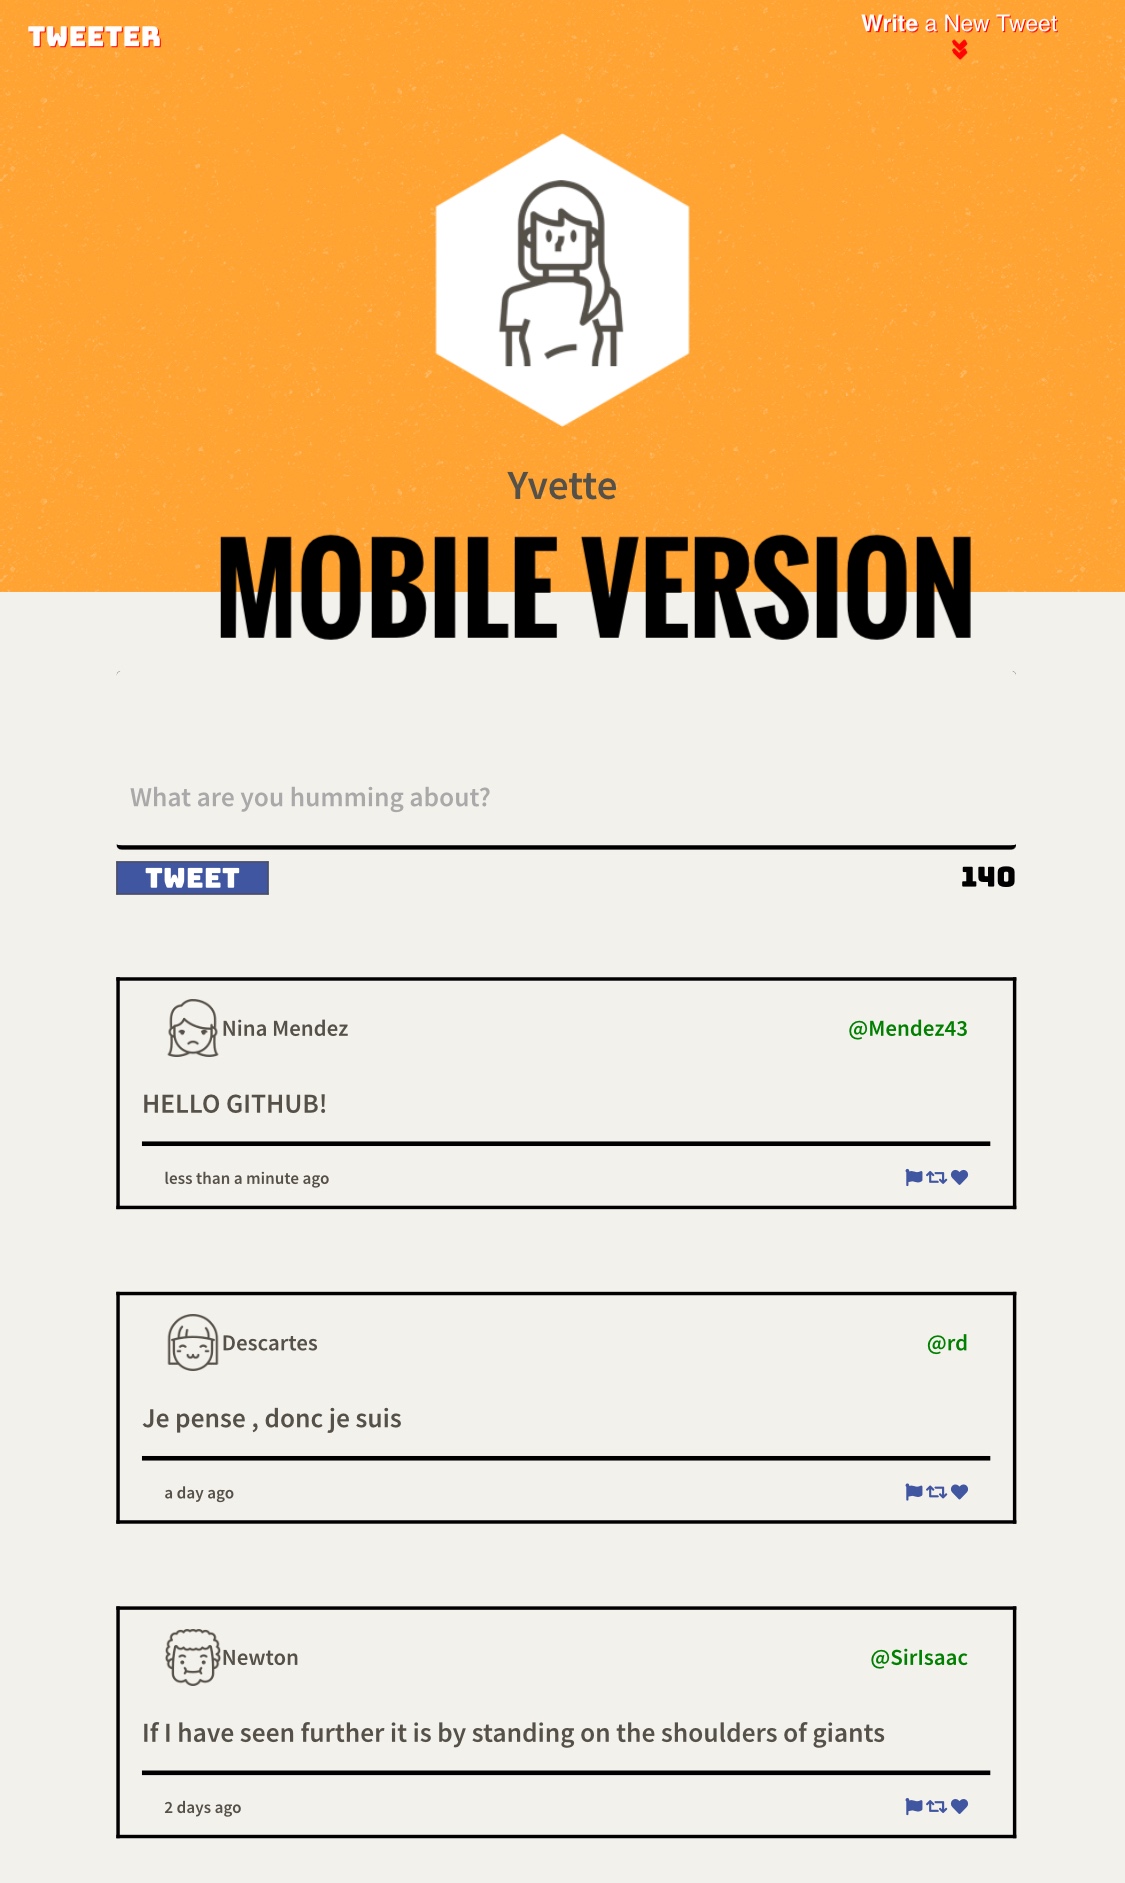 TWEETER
Write a New Tweet
Yvette
MOBILE VERSION
What are you humming about?
TWEET
140
Nina Mendez
@Mendez43
HELLO GITHUB!
less than a minute ago
Descartes
@rd
Je pense , donc je suis
a day ago
Newton
@SirIsaac
If I have seen further it is by standing on the shoulders of giants
2 days ago